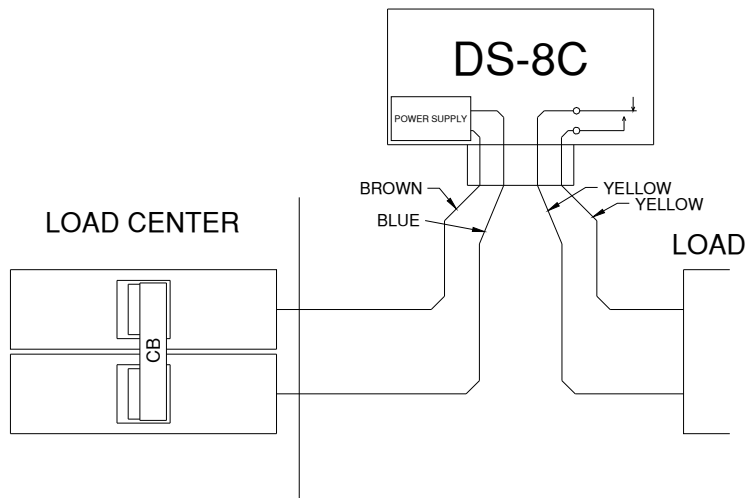 DS-8C
POWER SUPPLY
BROWN
YELLOW
YELLOW
BLUE
LOAD CENTER
LOAD
CB